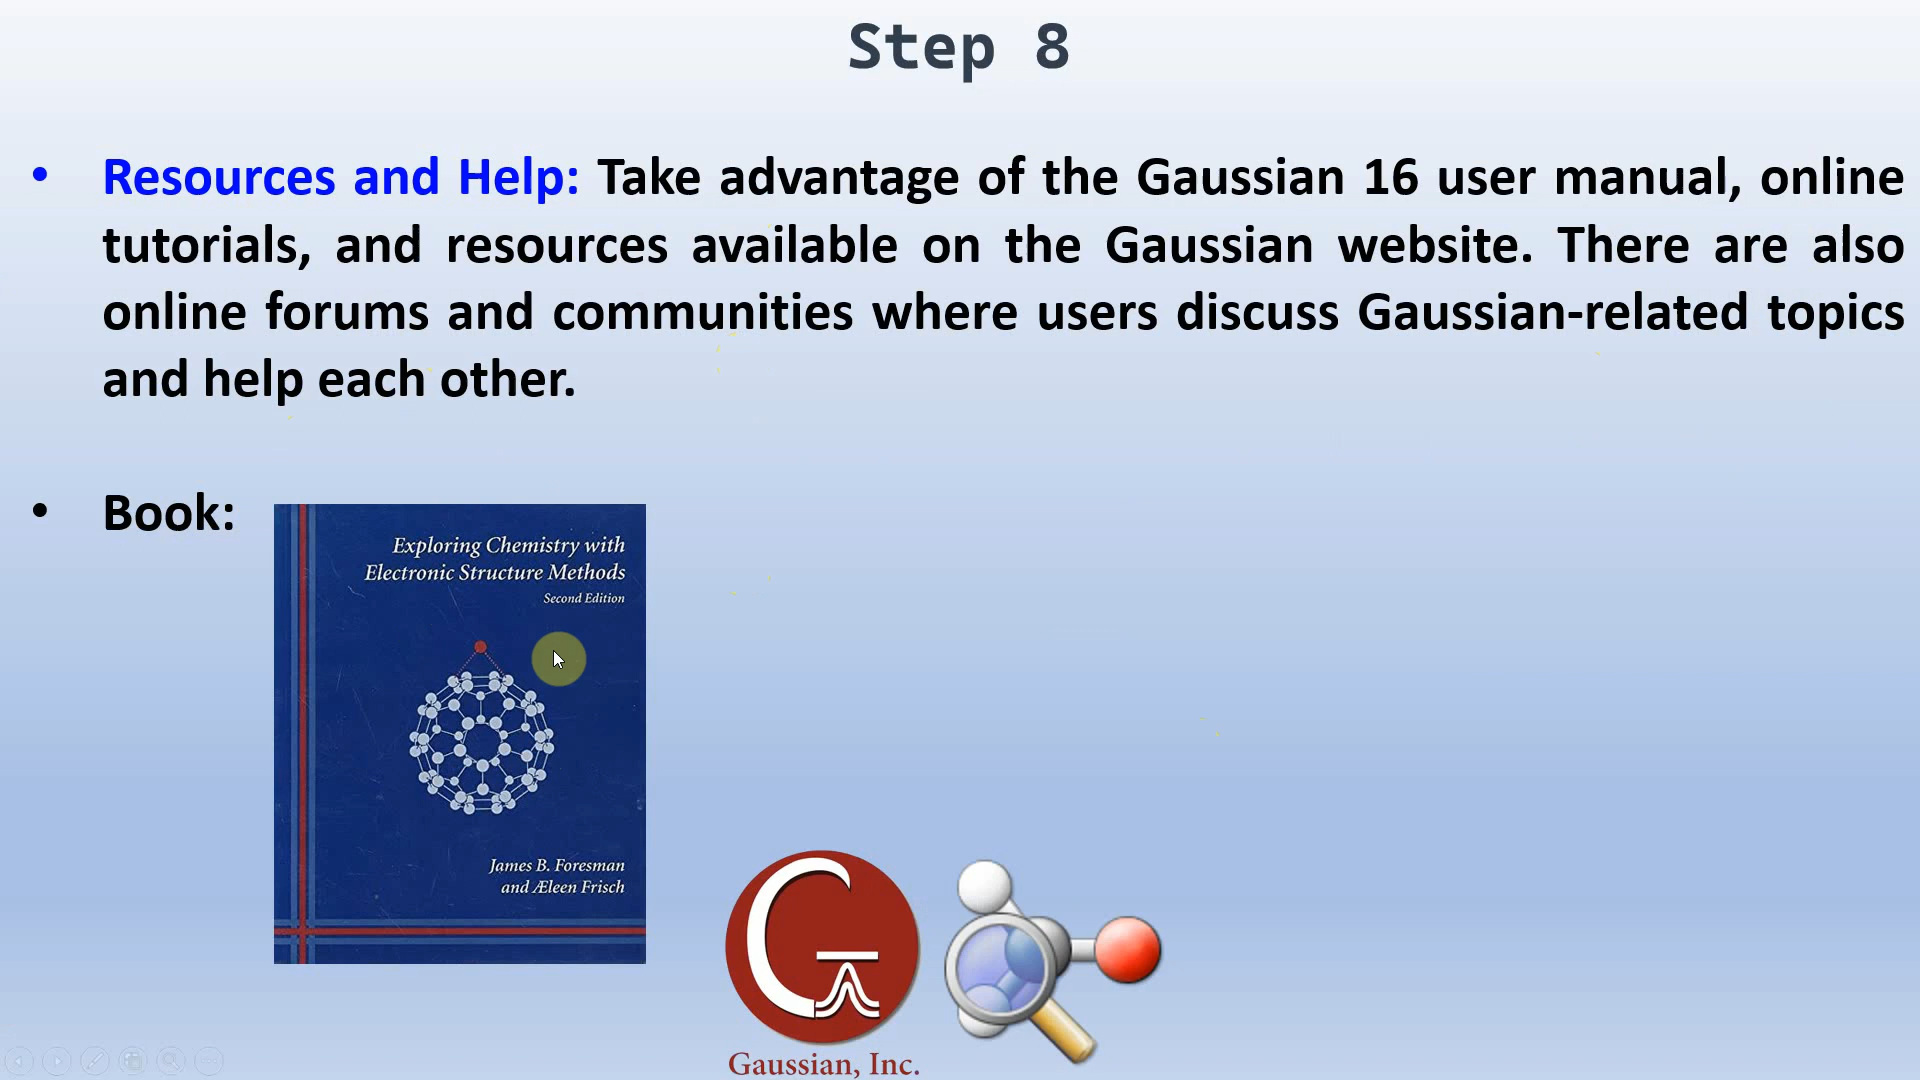 Step 8
• Resources and Help: Take advantage of the Gaussian 16 user manual, online
tutorials, and resources available on the Gaussian website. There are also
online forums and communities where users discuss Gaussian-related topics
and help each other.
• Book:
Exploring Chemistry with
Electronic Structure Methods
Second Edition
James B. Foresman
and Æleen Frisch
Gaussian, Inc.